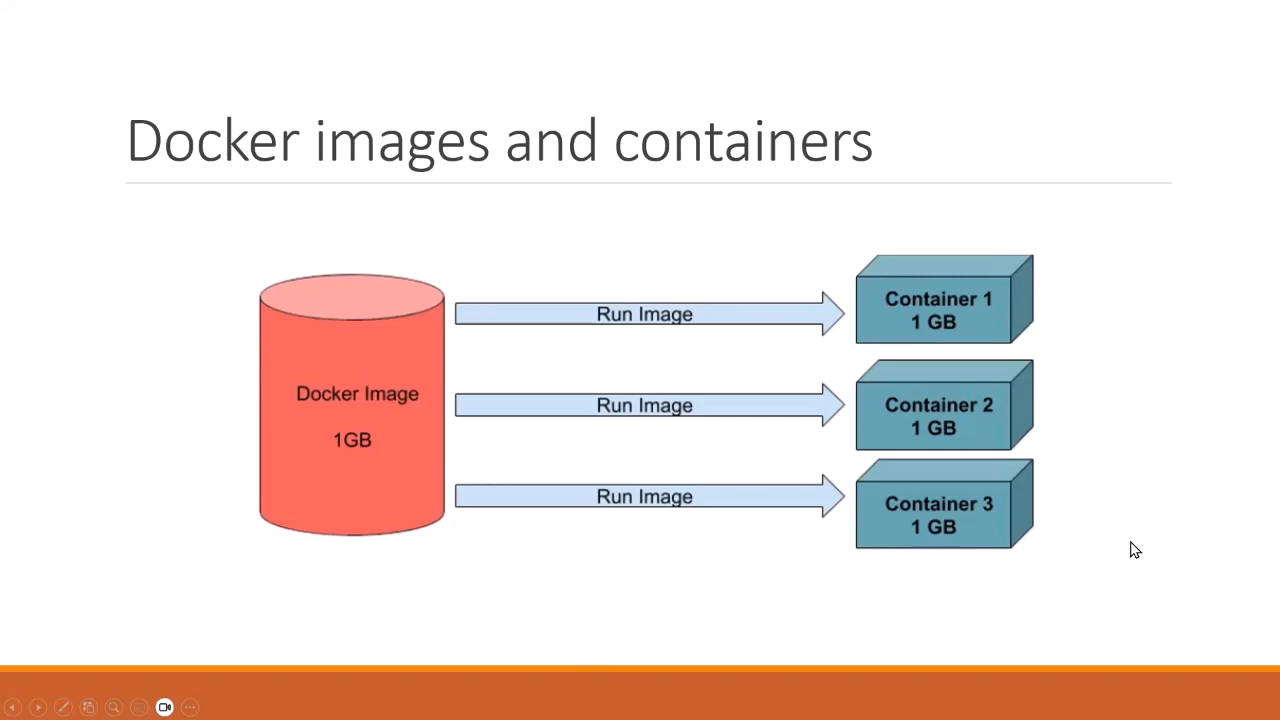 Docker images and containers
Docker Image
1GB
Run Image
Run Image
Run Image
Container 1
1 GB
Container 2
1 GB
Container 3
1 GB